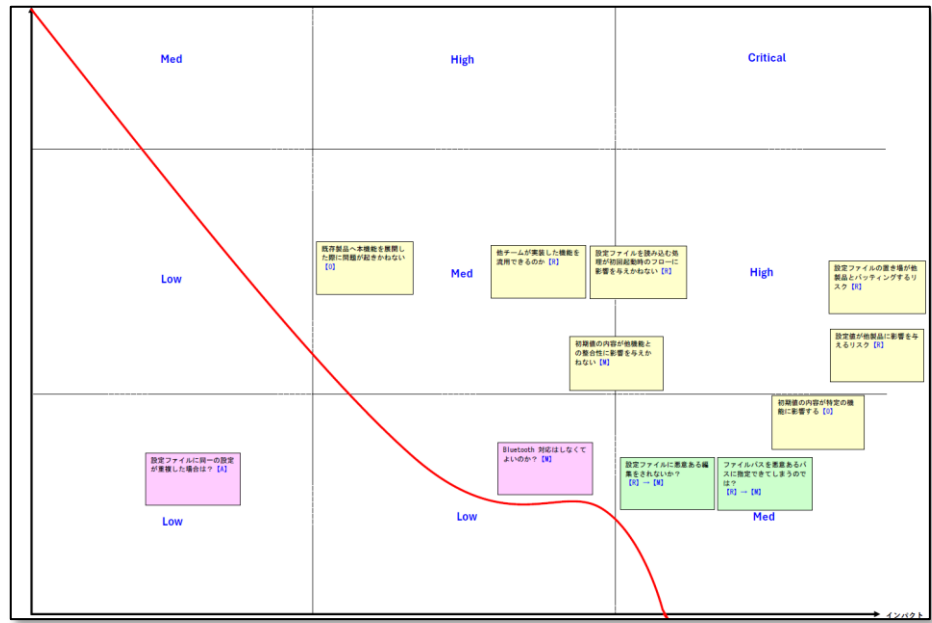 Med
High
Critical
既存製品へ本機能を展開し
た際に問題が起きかねない
【O】
他チームが実装した機能を
流用できるのか【R】
設定ファイルを読み込む処
理が初回起動時のフローに
影響を与えかねない【R】
Low
Med
High
設定ファイルの置き場が他
製品とバッティングするリ
スク【R】
初期値の内容が他機能と
の整合性に影響を与えか
ねない【M】
設定値が他製品に影響を与
えるリスク【R】
初期値の内容が特定の機
能に影響する【O】
設定ファイルに同一の設定
が重複した場合は？【A】
Bluetooth 対応はしなくて
よいのか？【M】
設定ファイルに悪意ある編
集をされないか？
【R】→【M】
ファイルパスを悪意あるパ
スに指定できてしまうので
は？
【R】→【M】
Low
Low
Med
インパクト